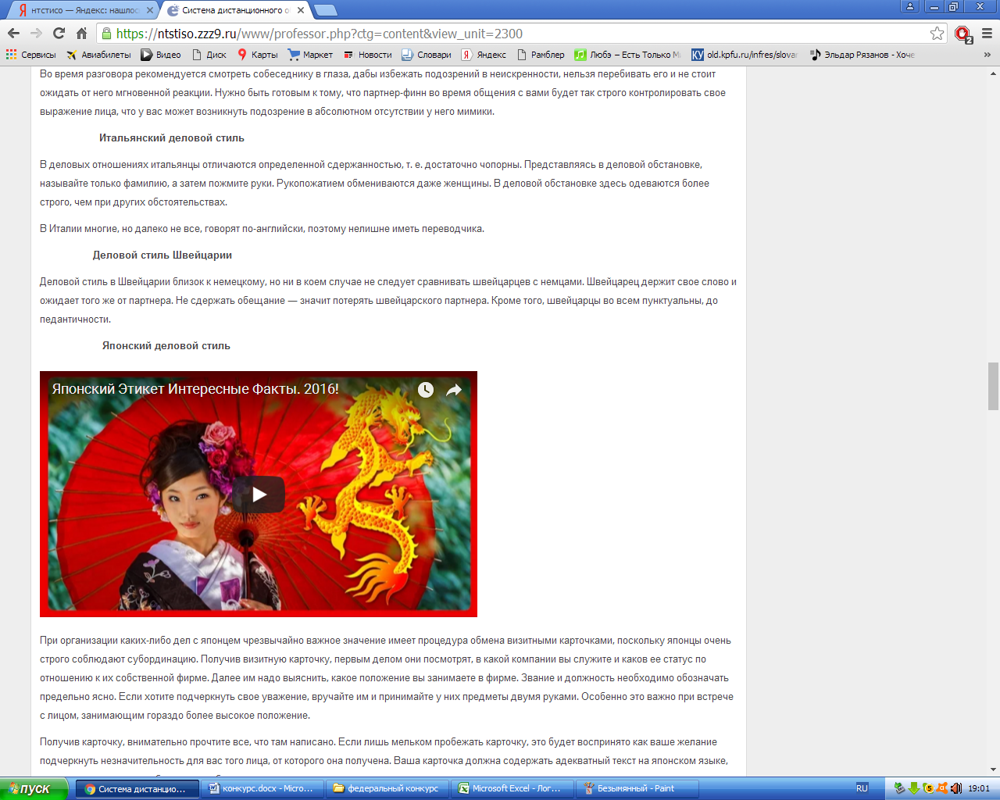 нтстисо — Яндекс: нашлос
Система дистанционного о
https://ntstiso.zzz9.ru/www/professor.php?ctg=content&view_unit=2300
2
Сервисы Авиабилеты Видео Диск Карты Маркет Новости Словари Яндекс Рамблер Любэ – Есть Только М old.kpfu.ru/infres/slova Эльдар Рязанов - Хоче »
Во время разговора рекомендуется смотреть собеседнику в глаза, дабы избежать подозрений в неискренности, нельзя перебивать его и не стоит
ожидать от него мгновенной реакции. Нужно быть готовым к тому, что партнер-финн во время общения с вами будет так строго контролировать свое
выражение лица, что у вас может возникнуть подозрение в абсолютном отсутствии у него мимики.
Итальянский деловой стиль
В деловых отношениях итальянцы отличаются определенной сдержанностью, т. е. достаточно чопорны. Представляясь в деловой обстановке,
называйте только фамилию, а затем пожмите руки. Рукопожатием обмениваются даже женщины. В деловой обстановке здесь одеваются более
строго, чем при других обстоятельствах.
В Италии многие, но далеко не все, говорят по-английски, поэтому нелишне иметь переводчика.
Деловой стиль Швейцарии
Деловой стиль в Швейцарии близок к немецкому, но ни в коем случае не следует сравнивать швейцарцев с немцами. Швейцарец держит свое слово и
ожидает того же от партнера. Не сдержать обещание — значит потерять швейцарского партнера. Кроме того, швейцарцы во всем пунктуальны, до
педантичности.
Японский деловой стиль
Японский Этикет Интересные Факты. 2016!
При организации каких-либо дел с японцем чрезвычайно важное значение имеет процедура обмена визитными карточками, поскольку японцы очень
строго соблюдают субординацию. Получив визитную карточку, первым делом они посмотрят, в какой компании вы служите и каков ее статус по
отношению к их собственной фирме. Далее им надо выяснить, какое положение вы занимаете в фирме. Звание и должность необходимо обозначать
предельно ясно. Если хотите подчеркнуть свое уважение, вручайте им и принимайте у них предметы двумя руками. Особенно это важно при встрече
с лицом, занимающим гораздо более высокое положение.
Получив карточку, внимательно прочтите все, что там написано. Если лишь мельком пробежать карточку, это будет воспринято как ваше желание
подчеркнуть незначительность для вас того лица, от которого она получена. Ваша карточка должна содержать адекватный текст на японском языке,
пуск Система дистанцио... конкурс.docx - Micro... федеральный конкурс Microsoft Excel - Лог... Безымянный - Paint RU 19:01